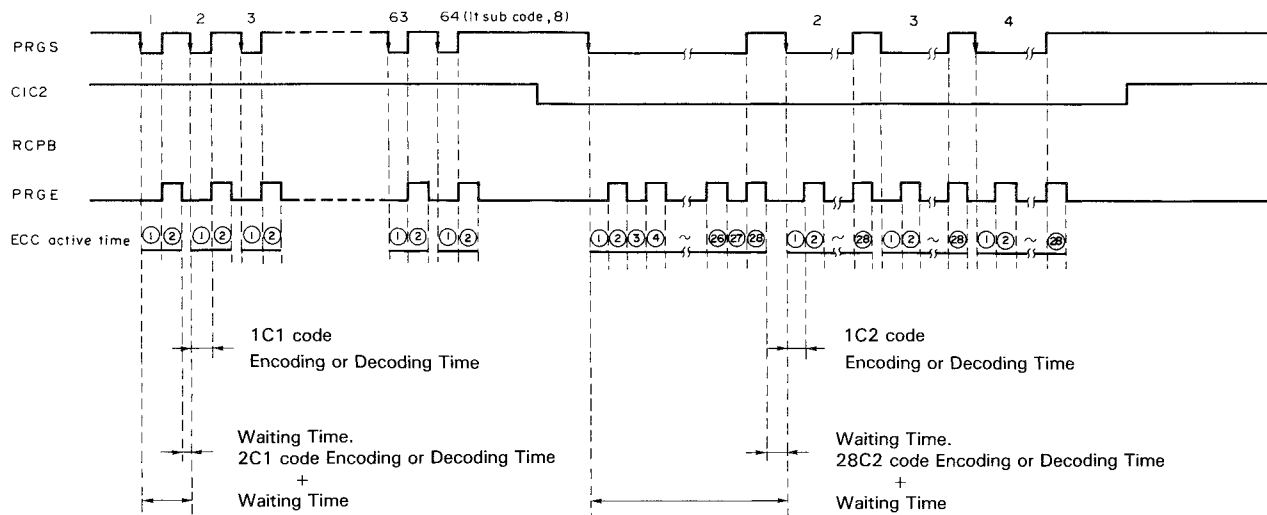 1 2 3 63 64 (It sub code, 8) 2 3 4
PRGS
C1C2
RCPB
PRGE
ECC active time ① ② ① ② ① ② ① ② ① ② ① ② ③ ④ ~ ㉖ ㉗ ㉘ ① ② ~ ㉘ ① ② ~ ㉘ ① ② ~ ㉘
1C1 code
Encoding or Decoding Time
1C2 code
Encoding or Decoding Time
Waiting Time.
2C1 code Encoding or Decoding Time
+
Waiting Time
Waiting Time.
28C2 code Encoding or Decoding Time
+
Waiting Time